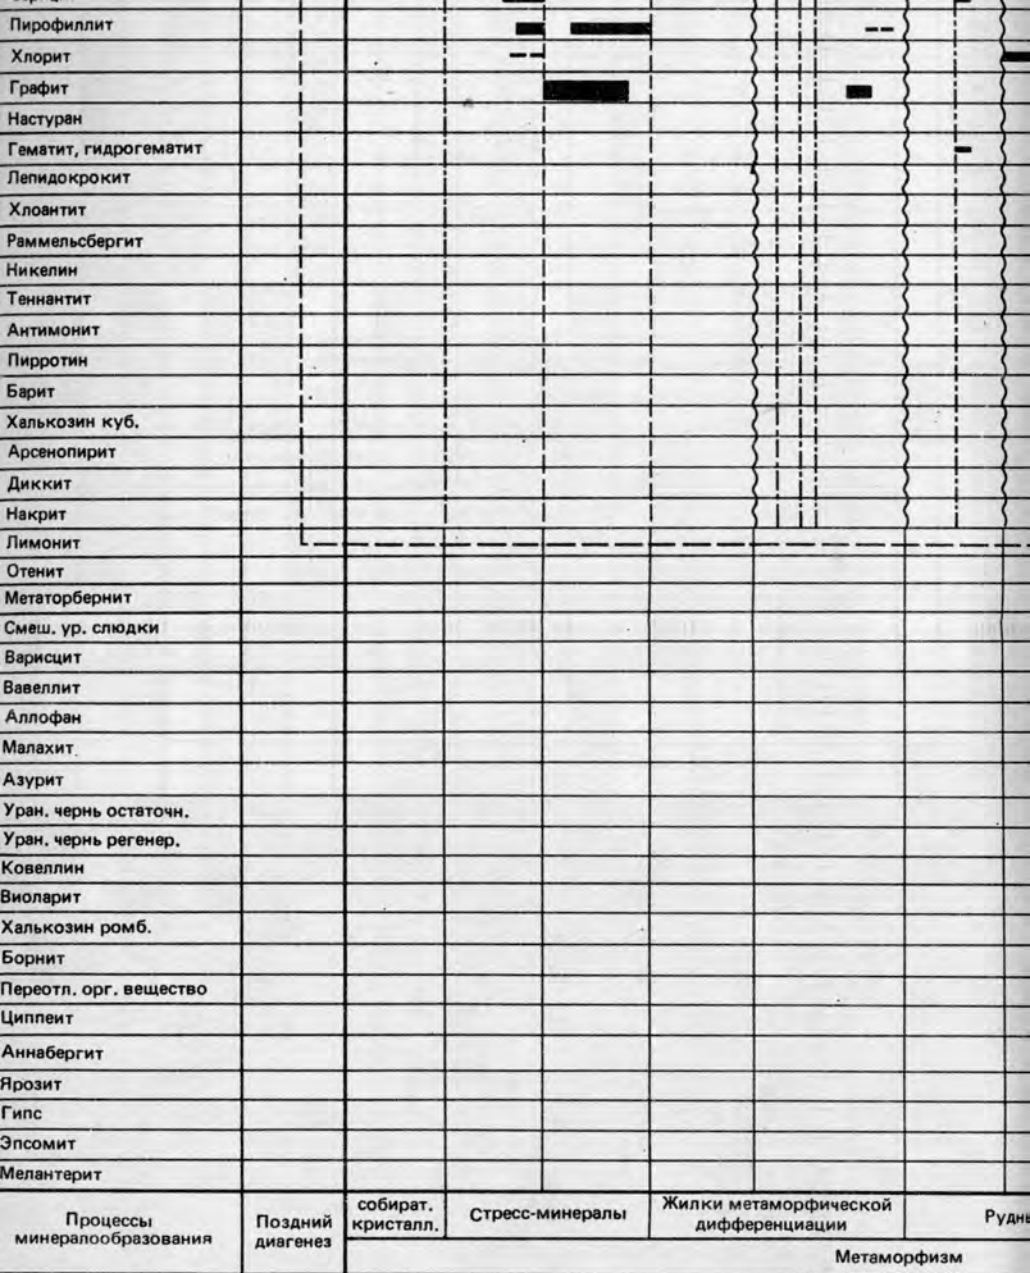 Пирофиллит
Хлорит
Графит
Настуран
Гематит, гидрогематит
Лепидокрокит
Хлоантит
Раммельсбергит
Никелин
Теннантит
Антимонит
Пирротин
Барит
Халькозин куб.
Арсенопирит
Диккит
Накрит
Лимонит
Отенит
Метаторбернит
Смеш. ур. слюдки
Варисцит
Вавеллит
Аллофан
Малахит
Азурит
Уран. чернь остаточн.
Уран. чернь регенер.
Ковеллин
Виоларит
Халькозин ромб.
Борнит
Переотл. орг. вещество
Циппеит
Аннабергит
Ярозит
Гипс
Эпсомит
Мелантерит
Процессы
минералообразования
Поздний
диагенез
собират.
кристалл.
Стресс-минералы
Жилки метаморфической
дифференциации
Метаморфизм